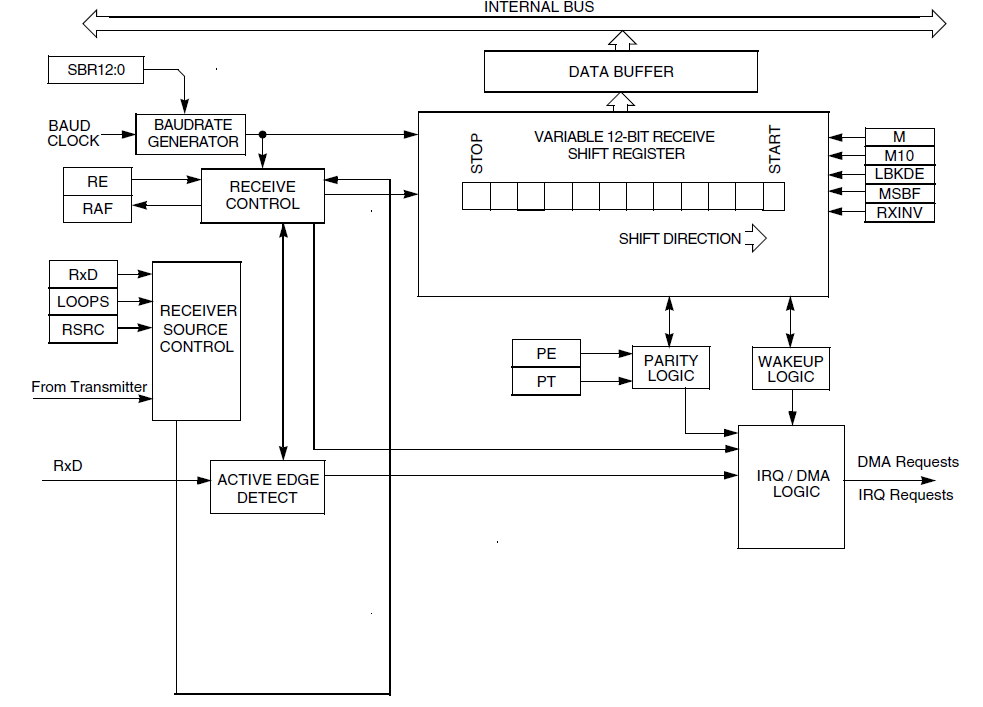 INTERNAL BUS
SBR12:0
DATA BUFFER
BAUD
CLOCK
BAUDRATE
GENERATOR
STOP
VARIABLE 12-BIT RECEIVE
SHIFT REGISTER
START
M
M10
LBKDE
MSBF
RXINV
RE
RAF
RECEIVE
CONTROL
SHIFT DIRECTION
RxD
LOOPS
RSRC
RECEIVER
SOURCE
CONTROL
From Transmitter
PE
PT
PARITY
LOGIC
WAKEUP
LOGIC
RxD
ACTIVE EDGE
DETECT
IRQ / DMA
LOGIC
DMA Requests
IRQ Requests